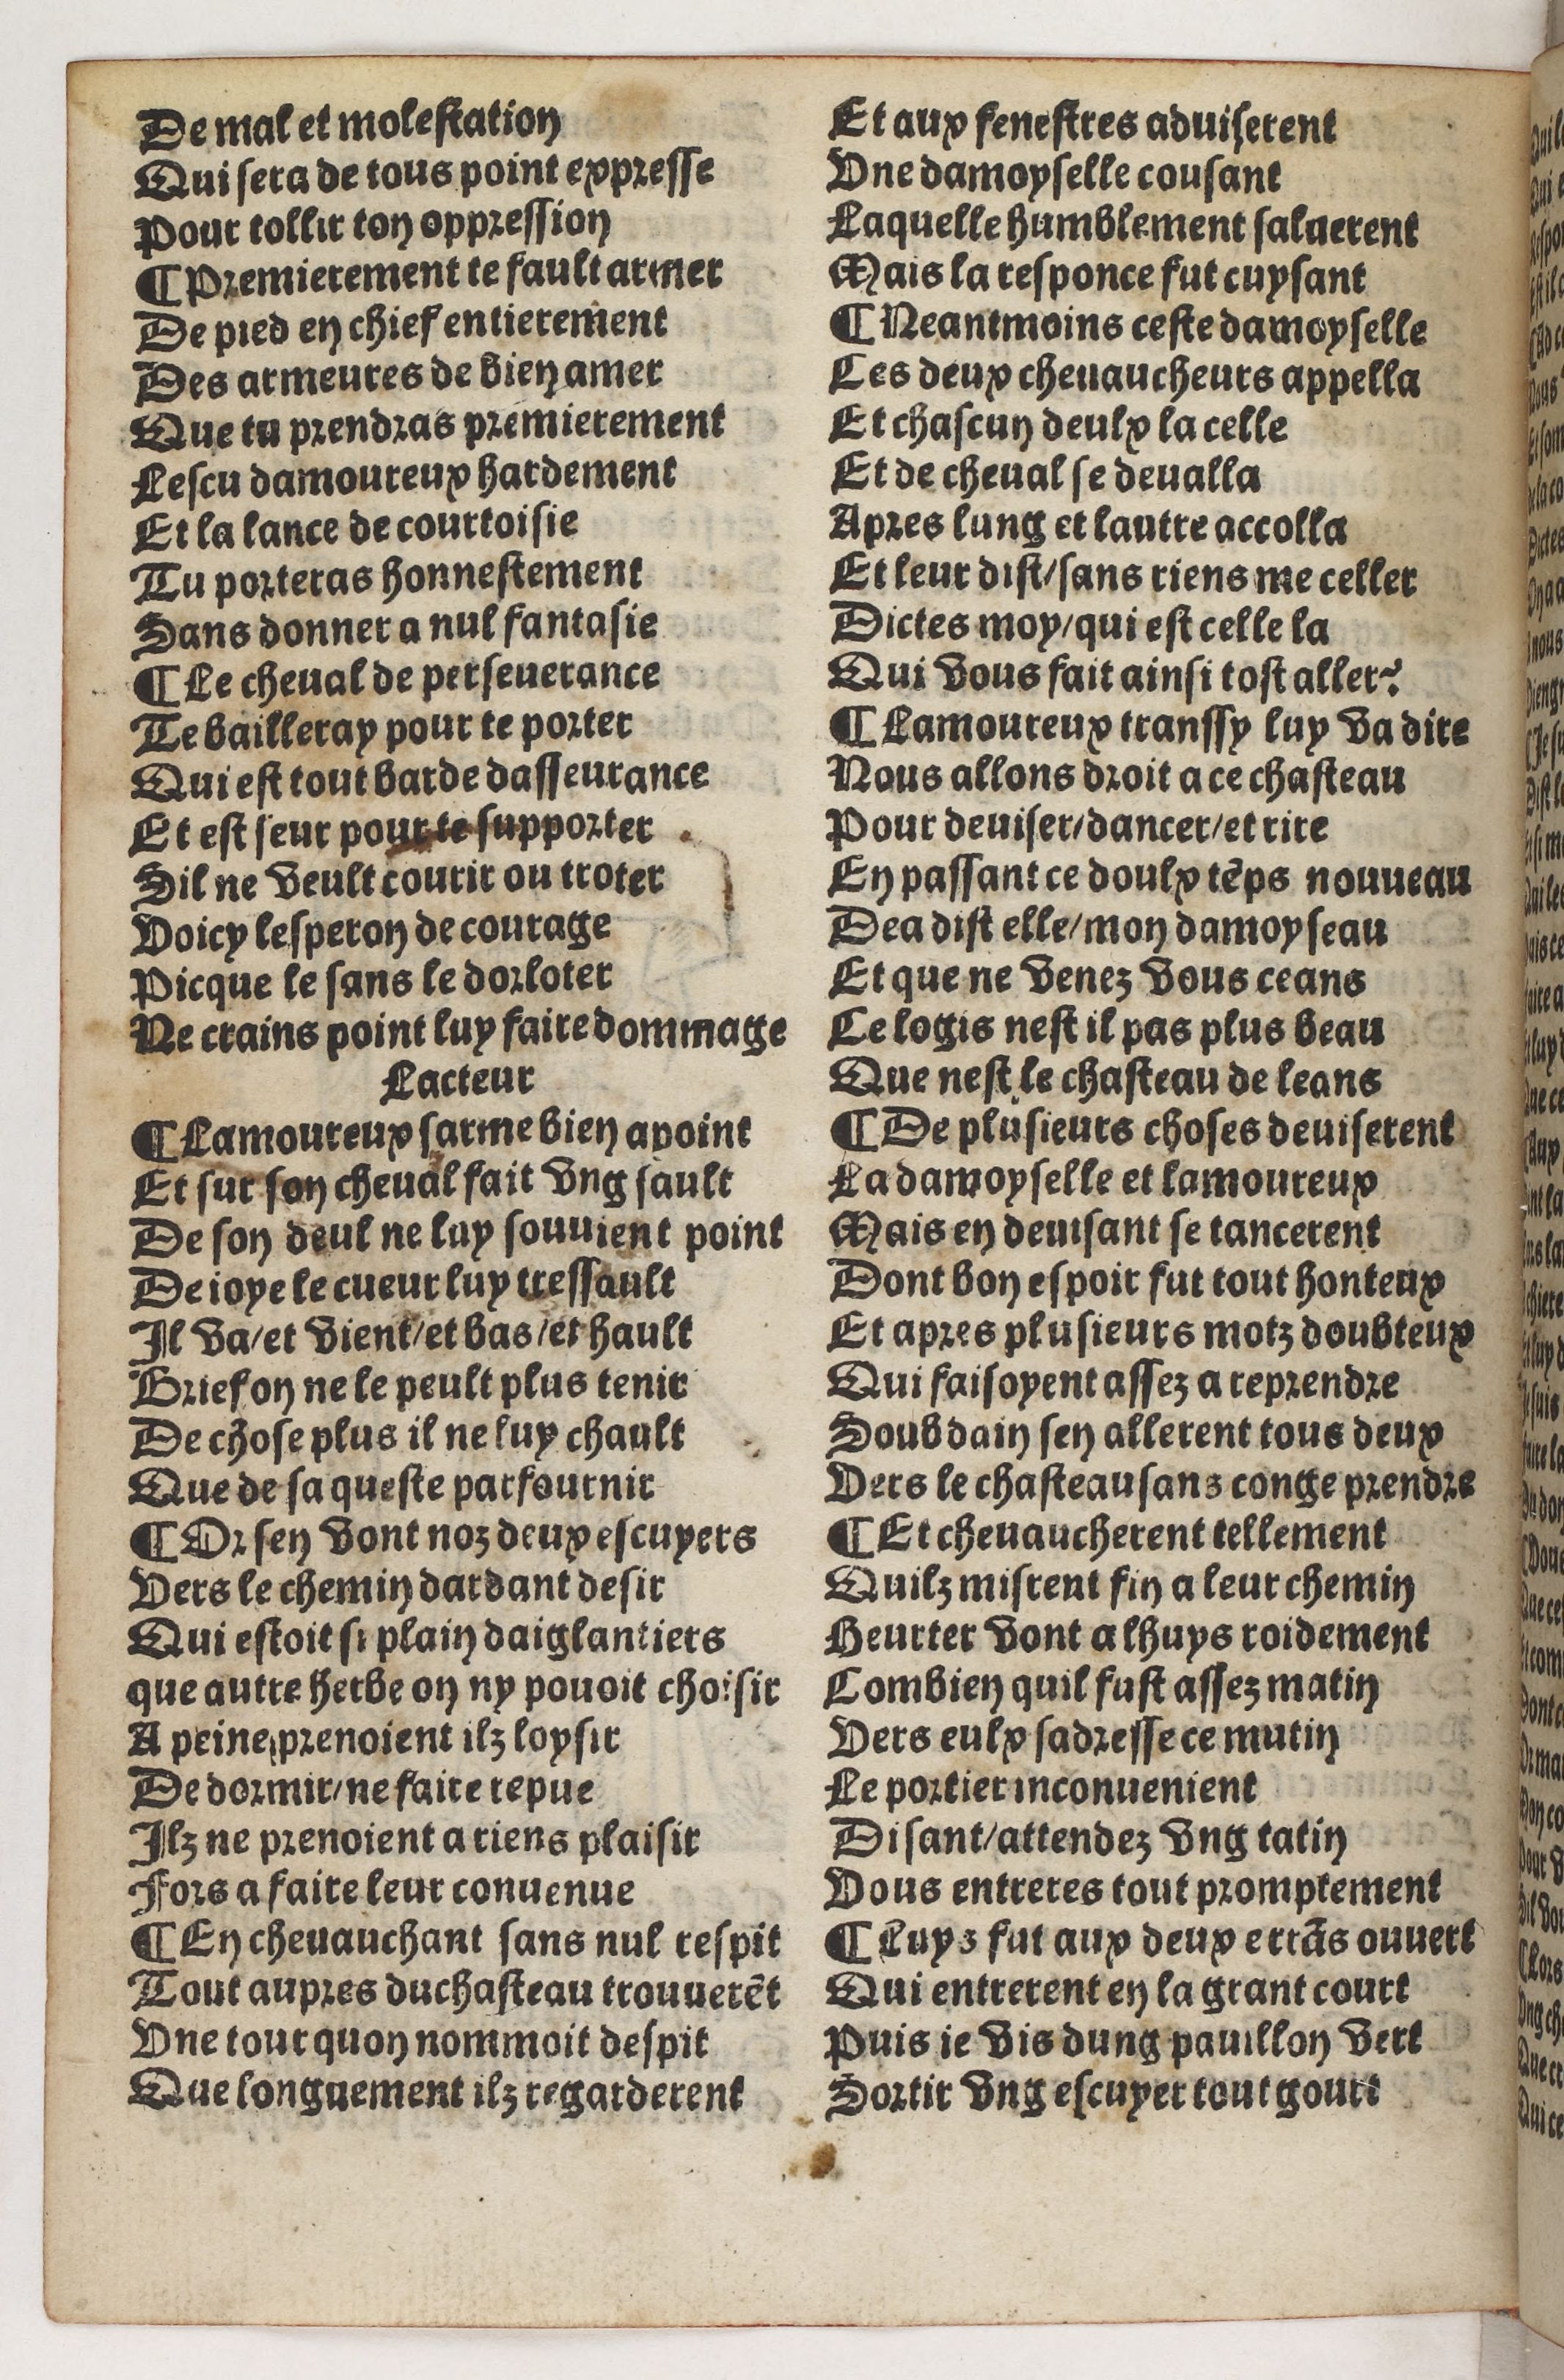 De mal et molestation
Qui sera de tous point expresse
Pour tollir ton oppression
¶ Premierement te fault armer
De pied en chief entierement
Des armeures de bien amer
Que tu prendras premierement
Lescu damoureux hardement
Et la lance de courtoisie
Tu porteras honnestement
Sans donner a nul fantasie
¶ Le cheual de perseuerance
Te bailleray pour te porter
Qui est tout barde dasseurance
Et est seur pour te supporter
Sil ne veult courir ou troter
Voicy lesperon de courage
Picque le sans le dorloter
Ne crains point luy faire dommage
Lacteur
¶ Lamoureux sarme bien apoint
Et sur son cheual fait vng sault
De son deul ne luy souuient point
De ioye le cueur luy tressault
Il va/et vient/et bas/et hault
Brief on ne le peult plus tenir
De chose plus il ne luy chault
Que de sa queste parfournir
¶ Or sen vont noz deux escuyers
Vers le chemin dardant desir
Qui estoit si plain daiglantiers
que autre herbe on ny pouoit choisir
A peine prenoient ilz loysir
De dormir/ne faire repue
Ilz ne prenoient a riens plaisir
Fors a faire leur conuenue
¶ En cheuauchant sans nul respit
Tout aupres duchasteau trouuerēt
Vne tour quon nommoit despit
Que longuement ilz regarderent
Et aux fenestres aduiserent
Vne damoyselle cousant
Laquelle humblement saluerent
Mais la responce fut cuysant
¶ Neantmoins ceste damoyselle
Les deux cheuaucheurs appella
Et chascun deulx la celle
Et de cheual se deualla
Apres lung et lautre accolla
Et leur dist/sans riens me celler
Dictes moy/qui est celle la
Qui vous fait ainsi tost aller?
¶ Lamoureux transsy luy va dire
Nous allons droit a ce chasteau
Pour deuiser/dancer/et rire
En passant ce doulx tēps nouueau
Dea dist elle/mon damoyseau
Et que ne venez vous ceans
Ce logis nest il pas plus beau
Que nest le chasteau de leans
¶ De plusieurs choses deuiserent
La damoyselle et lamoureux
Mais en deuisant se tancerent
Dont bon espoir fut tout honteux
Et apres plusieurs motz doubteux
Qui faisoyent assez a reprendre
Soubdain sen allerent tous deux
Vers le chasteau sans conge prendre
¶ Et cheuaucherent tellement
Quilz misrent fin a leur chemin
Heurter vont a lhuys roidement
Combien quil fust assez matin
Vers eulx sadresse ce mutin
Le portier inconuenient
Disant/attendez vng tatin
Vous entreres tout promptement
¶ Luys fut aux deux errās ouuert
Qui entrerent en la grant court
Puis ie vis dung pauillon vert
Sortir vng escuyer tout gourt